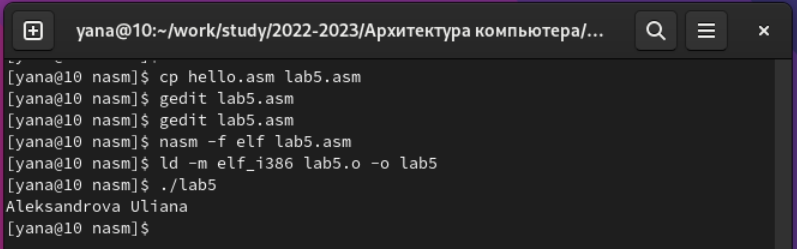 yana@10:~/work/study/2022-2023/Архитектура компьютера/...
[yana@10 nasm]$ cp hello.asm lab5.asm
[yana@10 nasm]$ gedit lab5.asm
[yana@10 nasm]$ gedit lab5.asm
[yana@10 nasm]$ nasm -f elf lab5.asm
[yana@10 nasm]$ ld -m elf_i386 lab5.o -o lab5
[yana@10 nasm]$ ./lab5
Aleksandrova Uliana
[yana@10 nasm]$